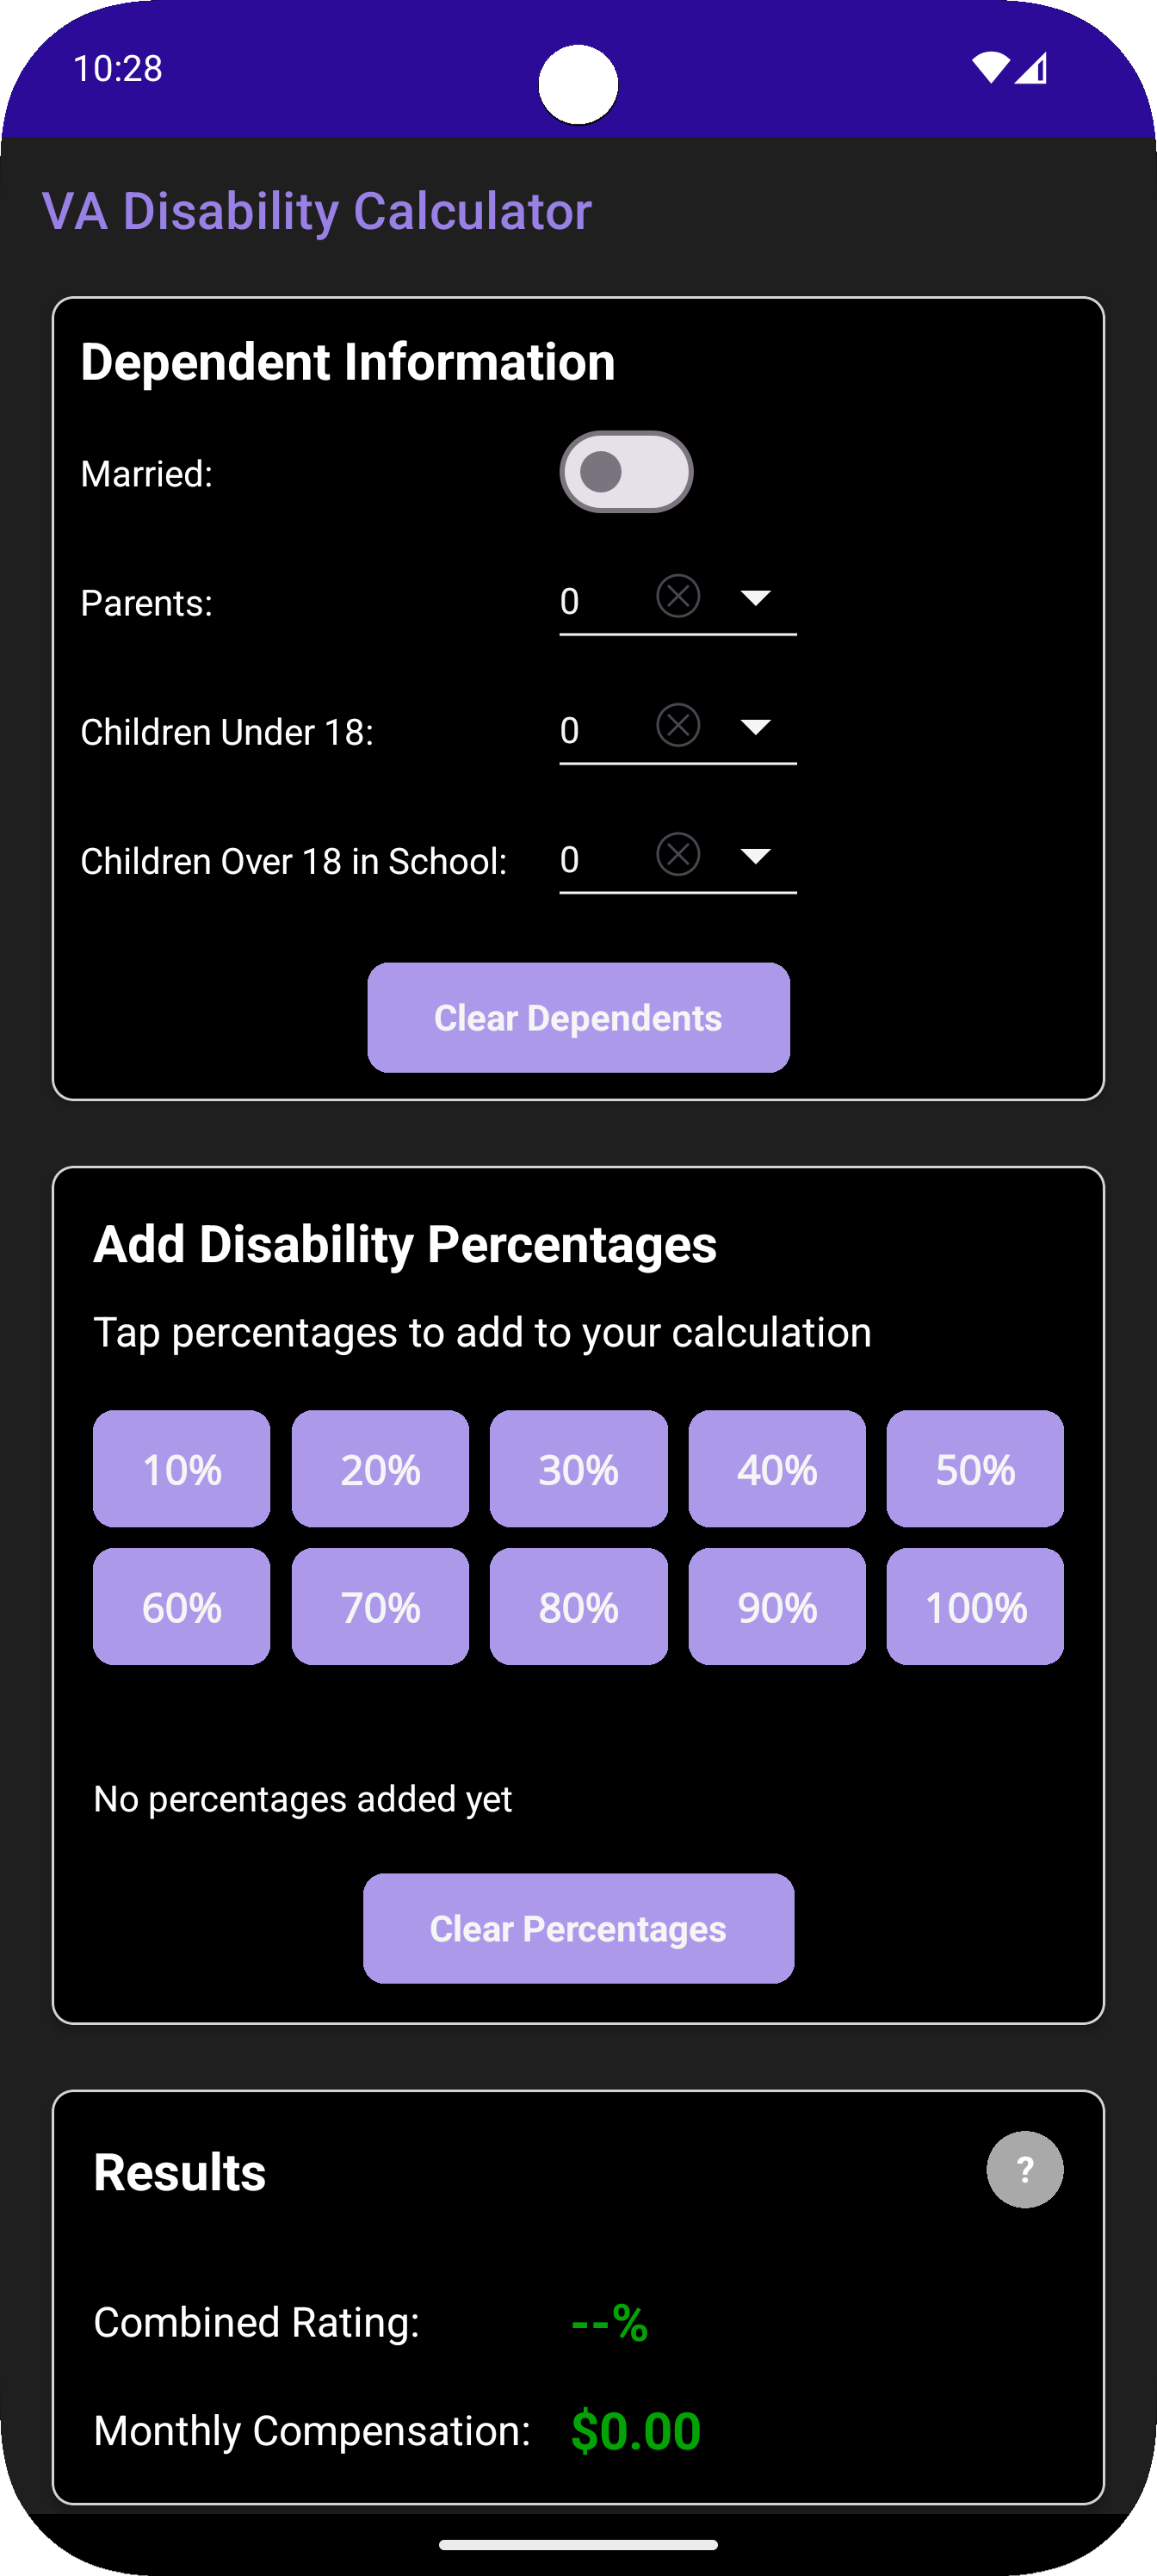 10:28
VA Disability Calculator
Dependent Information
Married:
Parents: 0
Children Under 18: 0
Children Over 18 in School: 0
Clear Dependents
Add Disability Percentages
Tap percentages to add to your calculation
10% 20% 30% 40% 50%
60% 70% 80% 90% 100%
No percentages added yet
Clear Percentages
Results ?
Combined Rating: --%
Monthly Compensation: $0.00